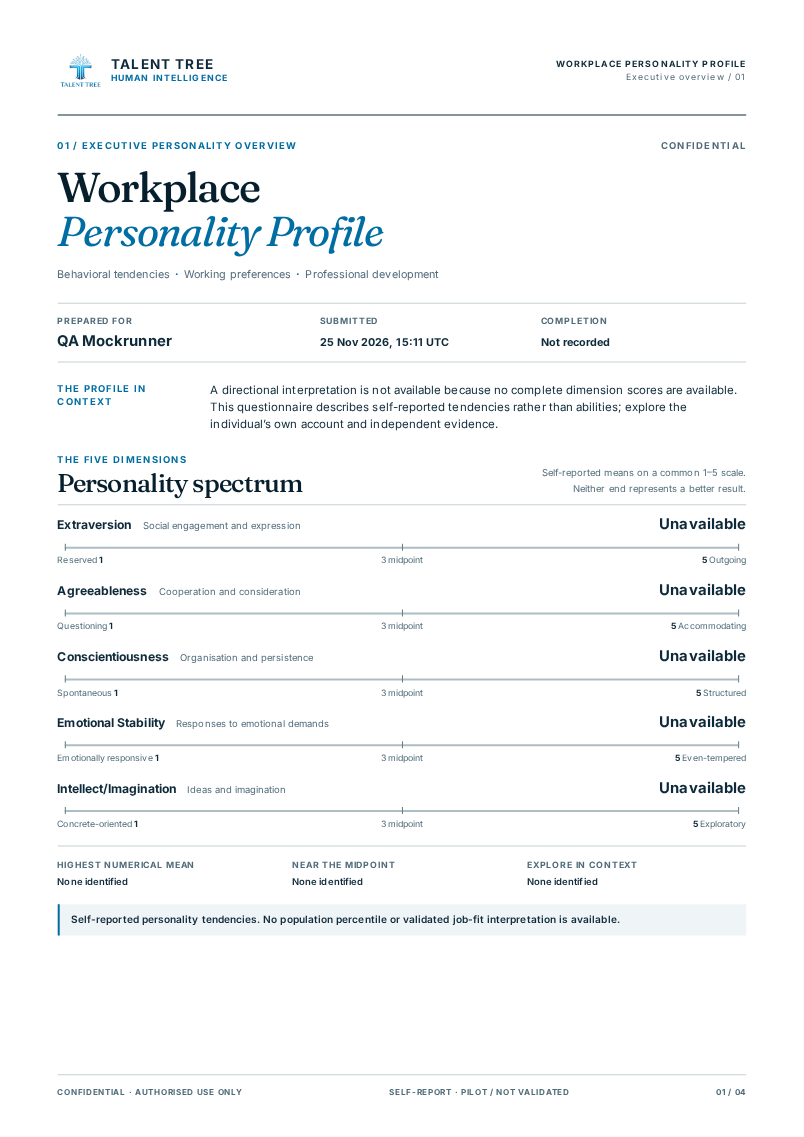 TALENT TREE
TALENT TREE
HUMAN INTELLIGENCE
WORKPLACE PERSONALITY PROFILE
Executive overview / 01
01 / EXECUTIVE PERSONALITY OVERVIEW
CONFIDENTIAL
Workplace
Personality Profile
Behavioral tendencies · Working preferences · Professional development
PREPARED FOR
SUBMITTED
COMPLETION
QA Mockrunner
25 Nov 2026, 15:11 UTC
Not recorded
THE PROFILE IN
CONTEXT
A directional interpretation is not available because no complete dimension scores are available.
This questionnaire describes self-reported tendencies rather than abilities; explore the
individual's own account and independent evidence.
THE FIVE DIMENSIONS
Personality spectrum
Self-reported means on a common 1–5 scale.
Neither end represents a better result.
Extraversion Social engagement and expression Unavailable
Reserved 1 3 midpoint 5 Outgoing
Agreeableness Cooperation and consideration Unavailable
Questioning 1 3 midpoint 5 Accommodating
Conscientiousness Organisation and persistence Unavailable
Spontaneous 1 3 midpoint 5 Structured
Emotional Stability Responses to emotional demands Unavailable
Emotionally responsive 1 3 midpoint 5 Even-tempered
Intellect/Imagination Ideas and imagination Unavailable
Concrete-oriented 1 3 midpoint 5 Exploratory
HIGHEST NUMERICAL MEAN
NEAR THE MIDPOINT
EXPLORE IN CONTEXT
None identified
None identified
None identified
Self-reported personality tendencies. No population percentile or validated job-fit interpretation is available.
CONFIDENTIAL · AUTHORISED USE ONLY
SELF-REPORT · PILOT / NOT VALIDATED
01 / 04